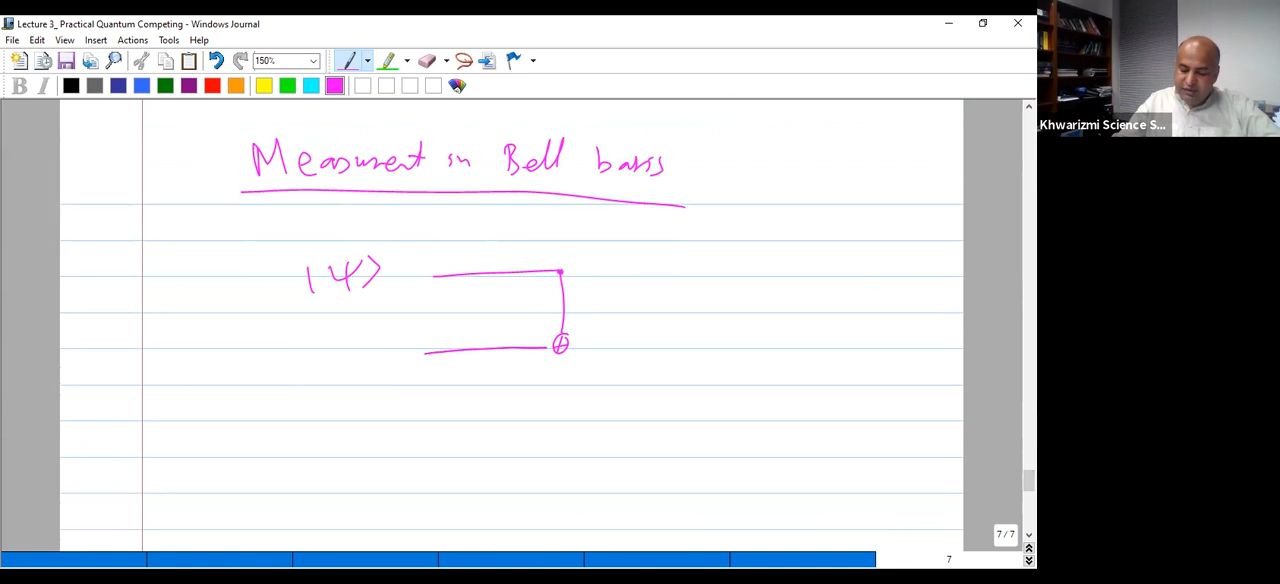 Lecture 3_ Practical Quantum Competing - Windows Journal
File Edit View Insert Actions Tools Help
150%
B I
Khwarizmi Science S...
Measurent in Bell basis
|Ψ⟩
7 / 7
7